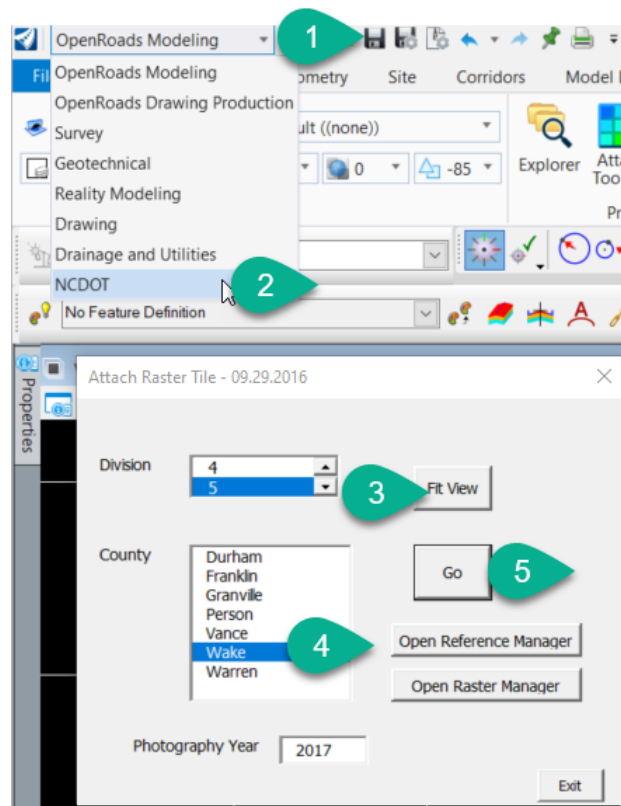 OpenRoads Modeling
1
OpenRoads Modeling
ometry Site Corridors Model
OpenRoads Drawing Production
Survey
ult ((none))
Geotechnical
0 -85 Explorer
Reality Modeling
Drawing
Drainage and Utilities
NCDOT
2
No Feature Definition
Properties
Attach Raster Tile - 09.29.2016
Division
4
5
3
Fit View
County
Durham
Franklin
Granville
Person
Vance
Wake
Warren
Go
5
4
Open Reference Manager
Open Raster Manager
Photography Year 2017
Exit